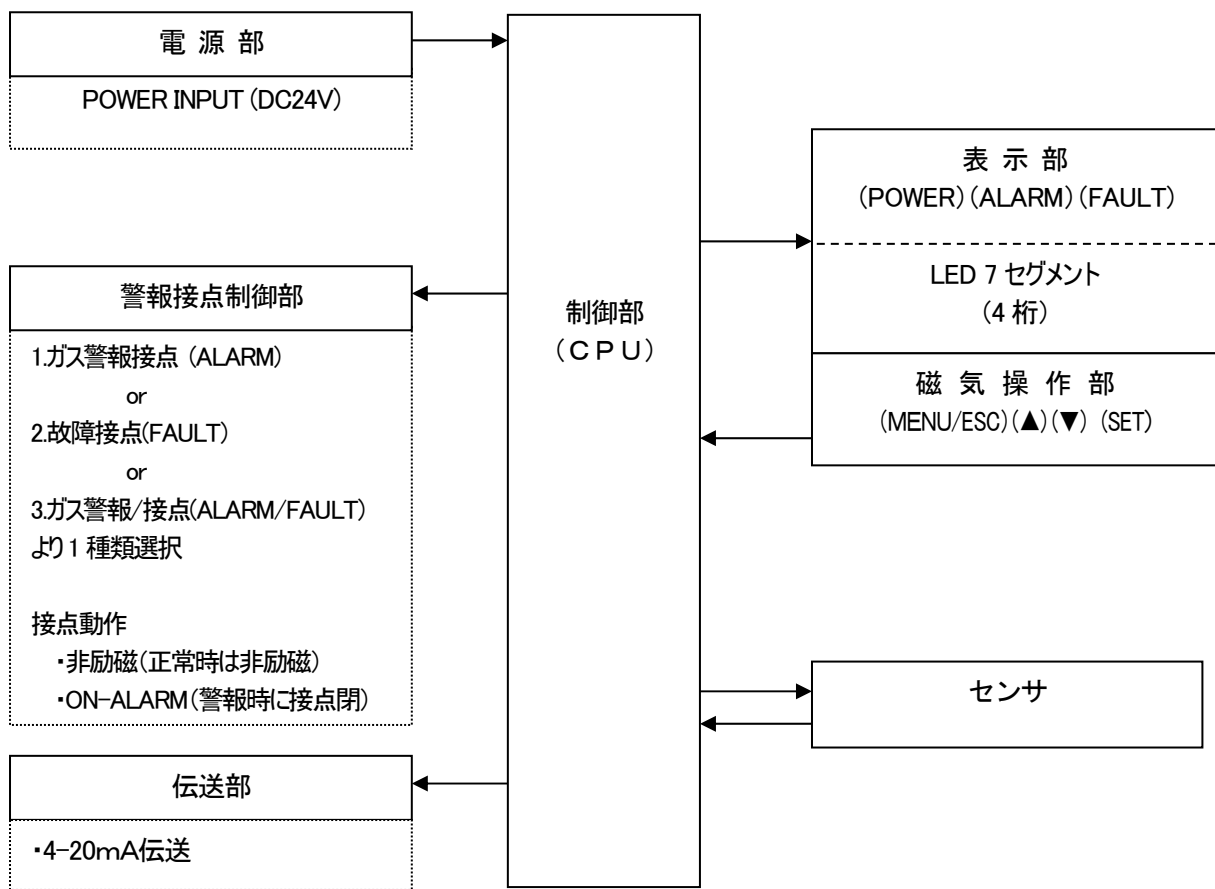 電 源 部
POWER INPUT (DC24V)
警報接点制御部
1.ガス警報接点 (ALARM)
or
2.故障接点(FAULT)
or
3.ガス警報/接点(ALARM/FAULT)
より1 種類選択
接点動作
・非励磁(正常時は非励磁)
・ON-ALARM(警報時に接点閉)
伝送部
・4-20mA伝送
制御部
(CPU)
表 示 部
(POWER)(ALARM)(FAULT)
LED 7 セグメント
(4 桁)
磁 気 操 作 部
(MENU/ESC)(▲)(▼) (SET)
センサ